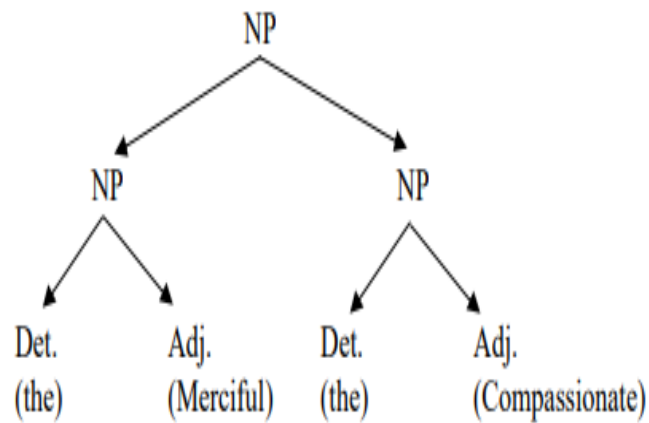 NP
NP NP
Det. Adj. Det. Adj.
(the) (Merciful) (the) (Compassionate)